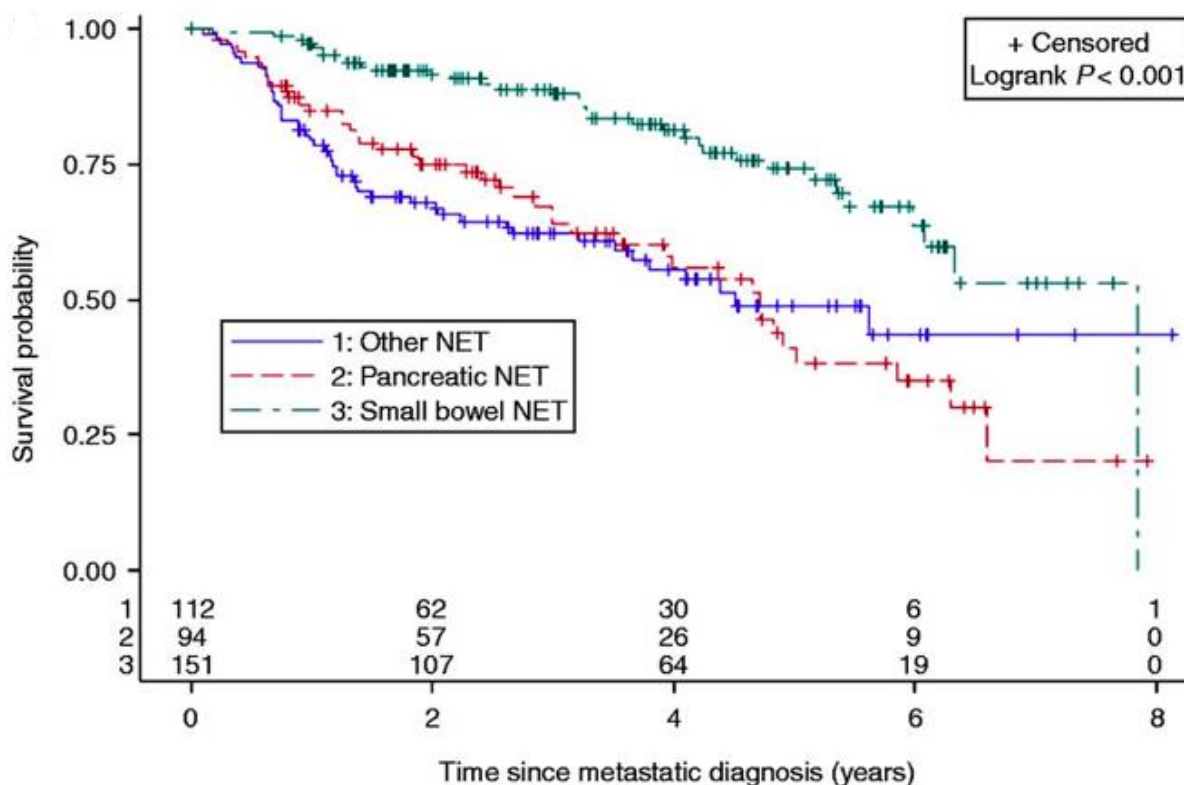 1.00
0.75
0.50
0.25
0.00
Survival probability
+ Censored
Logrank P < 0.001
1: Other NET
2: Pancreatic NET
3: Small bowel NET
1 112 62 30 6 1
2 94 57 26 9 0
3 151 107 64 19 0
0 2 4 6 8
Time since metastatic diagnosis (years)